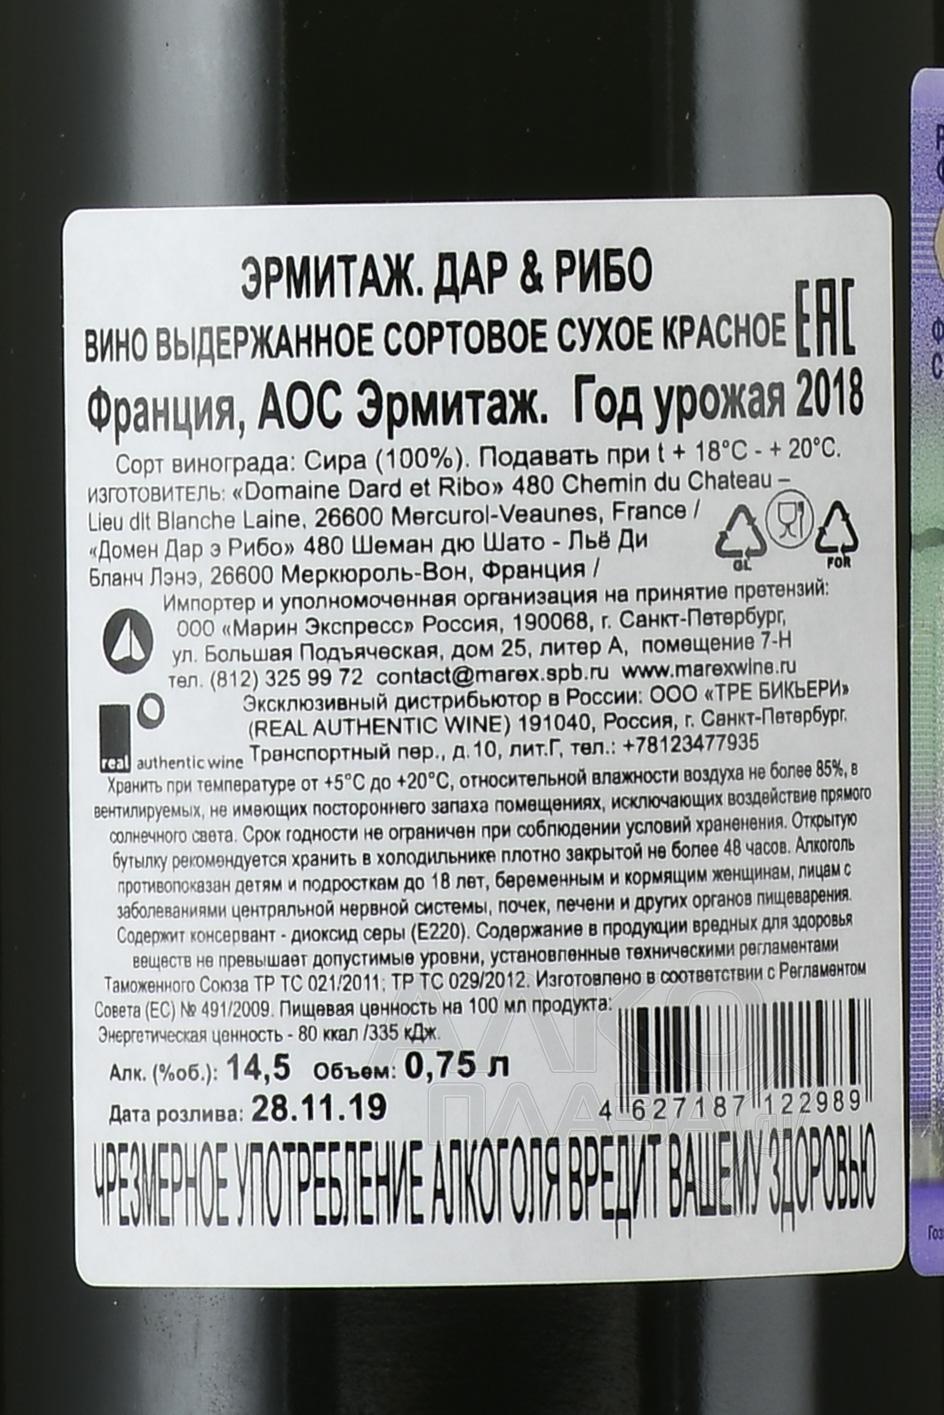 ЭРМИТАЖ. ДАР & РИБО
ВИНО ВЫДЕРЖАННОЕ СОРТОВОЕ СУХОЕ КРАСНОЕ EAC
Франция, АОС Эрмитаж. Год урожая 2018
Сорт винограда: Сира (100%). Подавать при t + 18°C - + 20°C.
ИЗГОТОВИТЕЛЬ: «Domaine Dard et Ribo» 480 Chemin du Chateau –
Lieu dit Blanche Laine, 26600 Mercurol-Veaunes, France /
«Домен Дар э Рибо» 480 Шеман дю Шато - Льё Ди
Бланч Лэнэ, 26600 Меркюроль-Вон, Франция /
GL FOR
Импортер и уполномоченная организация на принятие претензий:
ООО «Марин Экспресс» Россия, 190068, г. Санкт-Петербург,
ул. Большая Подъяческая, дом 25, литер А, помещение 7-Н
тел. (812) 325 99 72 contact@marex.spb.ru www.marexwine.ru
Эксклюзивный дистрибьютор в России: ООО «ТРЕ БИКЬЕРИ»
(REAL AUTHENTIC WINE) 191040, Россия, г. Санкт-Петербург,
real authentic wine Транспортный пер., д.10, лит.Г, тел.: +78123477935
Хранить при температуре от +5°C до +20°C, относительной влажности воздуха не более 85%, в
вентилируемых, не имеющих постороннего запаха помещениях, исключающих воздействие прямого
солнечного света. Срок годности не ограничен при соблюдении условий хранения. Открытую
бутылку рекомендуется хранить в холодильнике плотно закрытой не более 48 часов. Алкоголь
противопоказан детям и подросткам до 18 лет, беременным и кормящим женщинам, лицам с
заболеваниями центральной нервной системы, почек, печени и других органов пищеварения.
Содержит консервант - диоксид серы (E220). Содержание в продукции вредных для здоровья
веществ не превышает допустимые уровни, установленные техническими регламентами
Таможенного Союза ТР ТС 021/2011; ТР ТС 029/2012. Изготовлено в соответствии с Регламентом
Совета (ЕС) № 491/2009. Пищевая ценность на 100 мл продукта:
Энергетическая ценность - 80 ккал /335 кДж.
Алк. (%об.): 14,5 Объем: 0,75 л
Дата розлива: 28.11.19
4 627187 122989
АЛКО
ПЛАЗА.ру
ЧРЕЗМЕРНОЕ УПОТРЕБЛЕНИЕ АЛКОГОЛЯ ВРЕДИТ ВАШЕМУ ЗДОРОВЬЮ